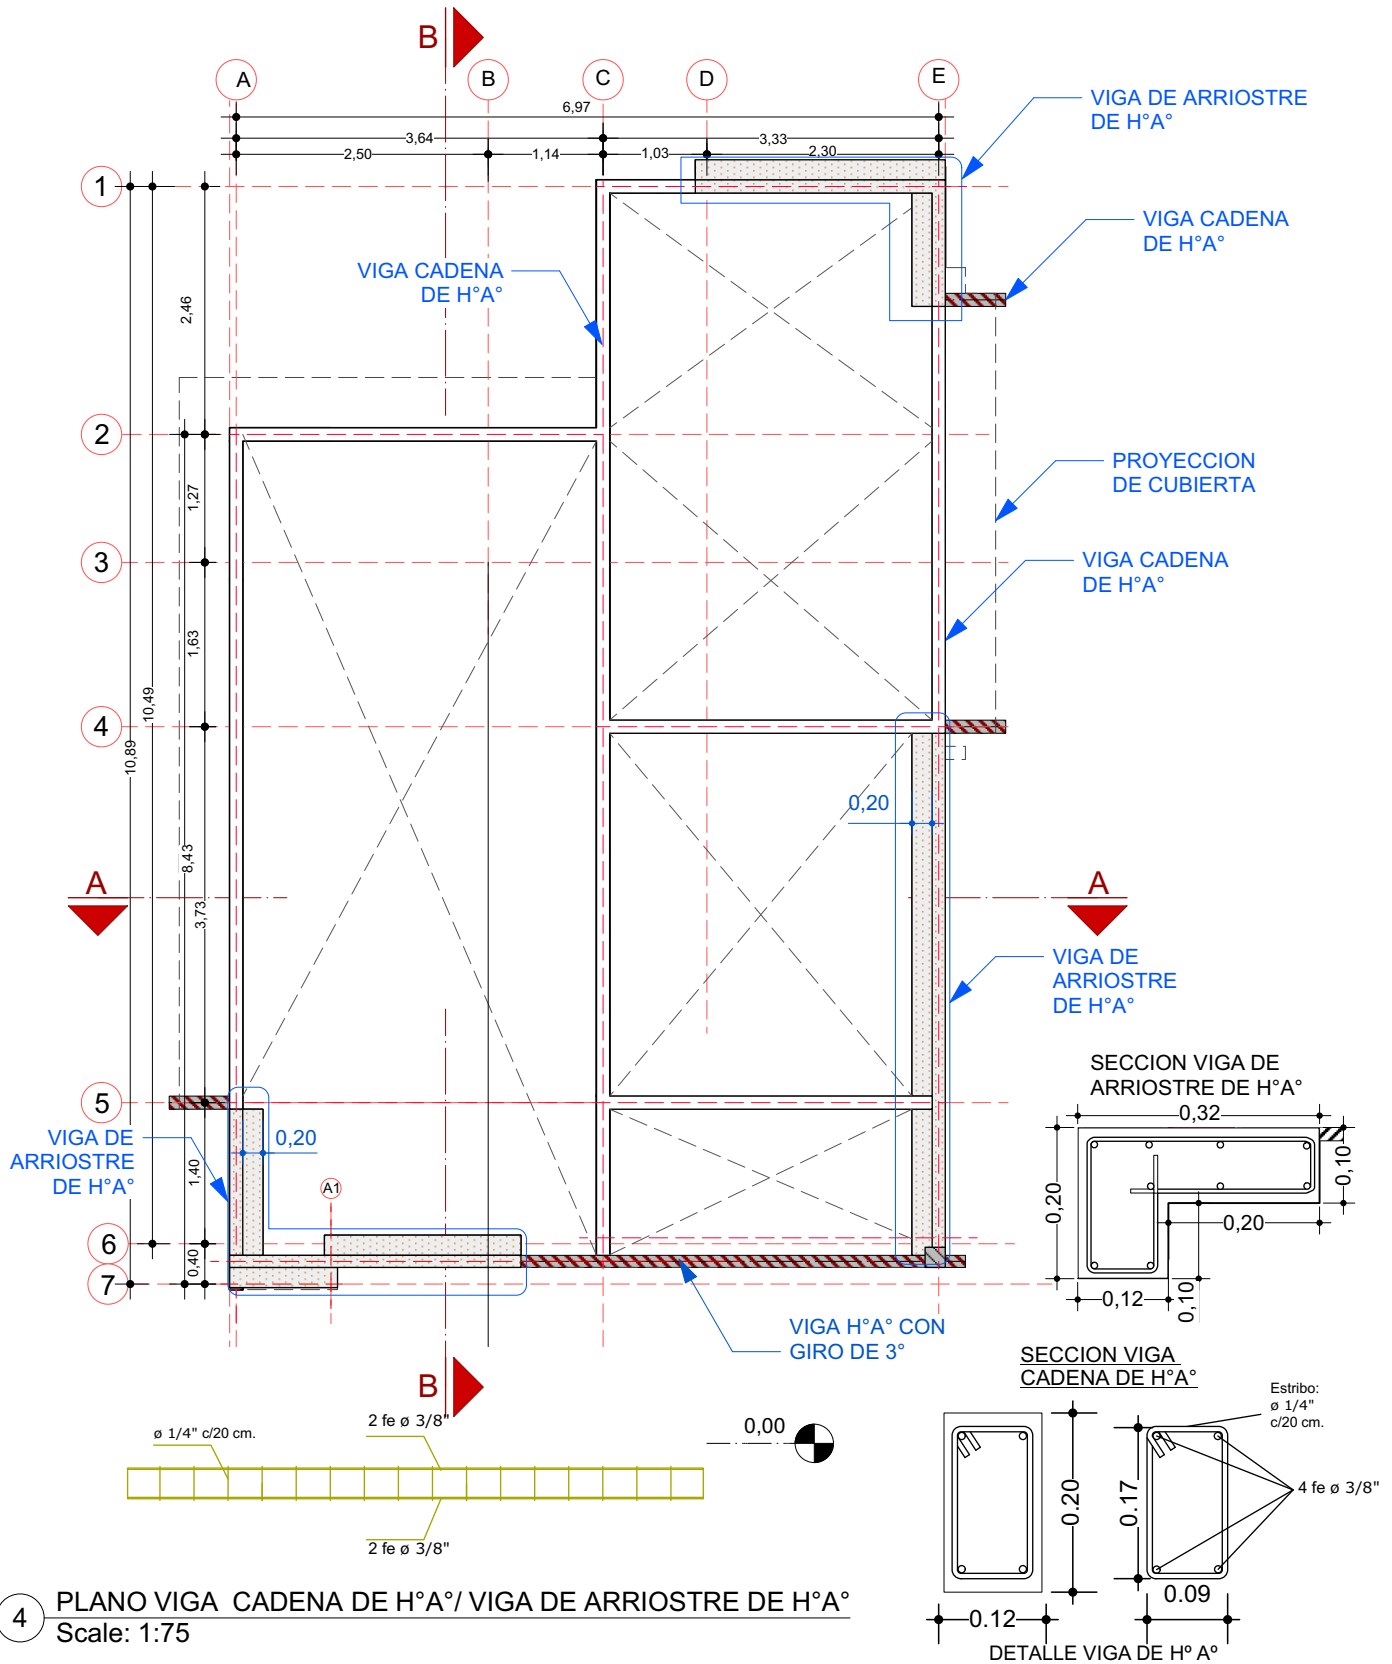 B
A
B
C
D
E
6,97
3,64
3,33
2,50
1,14
1,03
2,30
VIGA DE ARRIOSTRE
DE H°A°
1
VIGA CADENA
DE H°A°
VIGA CADENA
DE H°A°
2,46
2
PROYECCION
DE CUBIERTA
1,27
3
VIGA CADENA
DE H°A°
1,63
10,49
4
10,89
0,20
8,43
A
A
3,73
VIGA DE
ARRIOSTRE
DE H°A°
5
VIGA DE
ARRIOSTRE
DE H°A°
0,20
1,40
A1
6
0,40
7
SECCION VIGA DE
ARRIOSTRE DE H°A°
0,32
0,10
0,20
0,20
0,12
0,10
VIGA H°A° CON
GIRO DE 3°
B
SECCION VIGA
CADENA DE H°A°
Estribo:
ø 1/4"
c/20 cm.
2 fe ø 3/8"
ø 1/4" c/20 cm.
0,00
4 fe ø 3/8"
0.20
0.17
2 fe ø 3/8"
0.12
0.09
DETALLE VIGA DE Hº Aº
4
PLANO VIGA CADENA DE H°A°/ VIGA DE ARRIOSTRE DE H°A°
Scale: 1:75